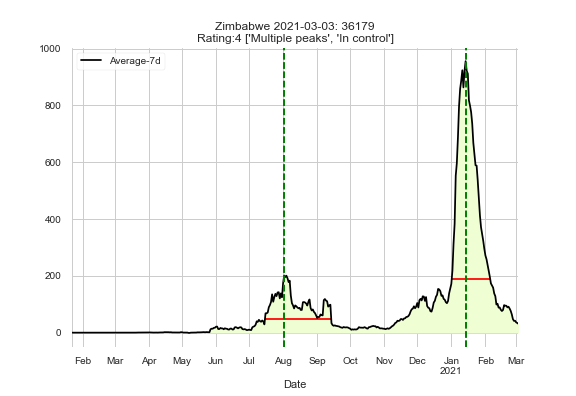 Zimbabwe 2021-03-03: 36179
Rating:4 ['Multiple peaks', 'In control']
Average-7d
1000
800
600
400
200
0
Feb Mar Apr May Jun Jul Aug Sep Oct Nov Dec Jan Feb Mar
2021
Date